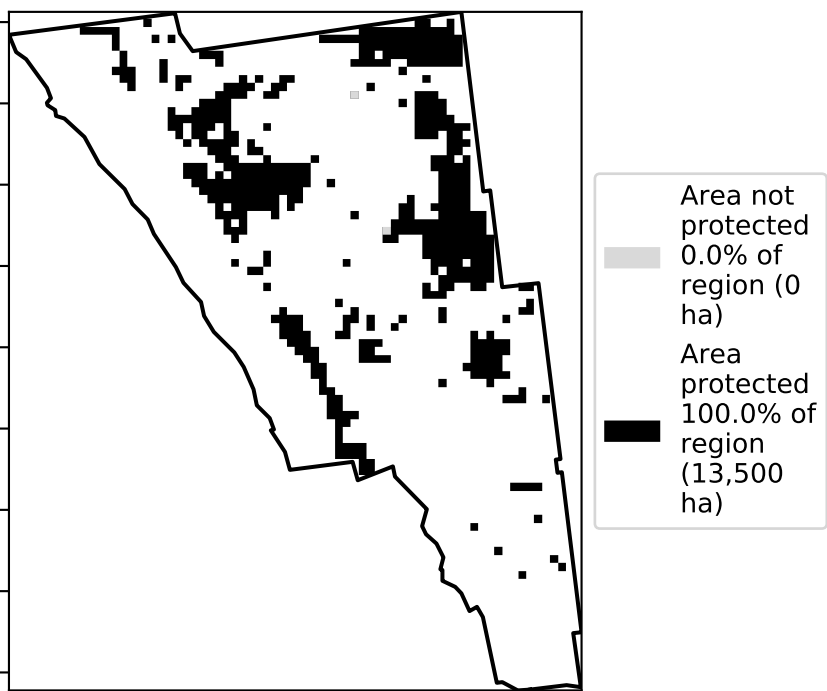 Area not
protected
0.0% of
region (0
ha)
Area
protected
100.0% of
region
(13,500
ha)